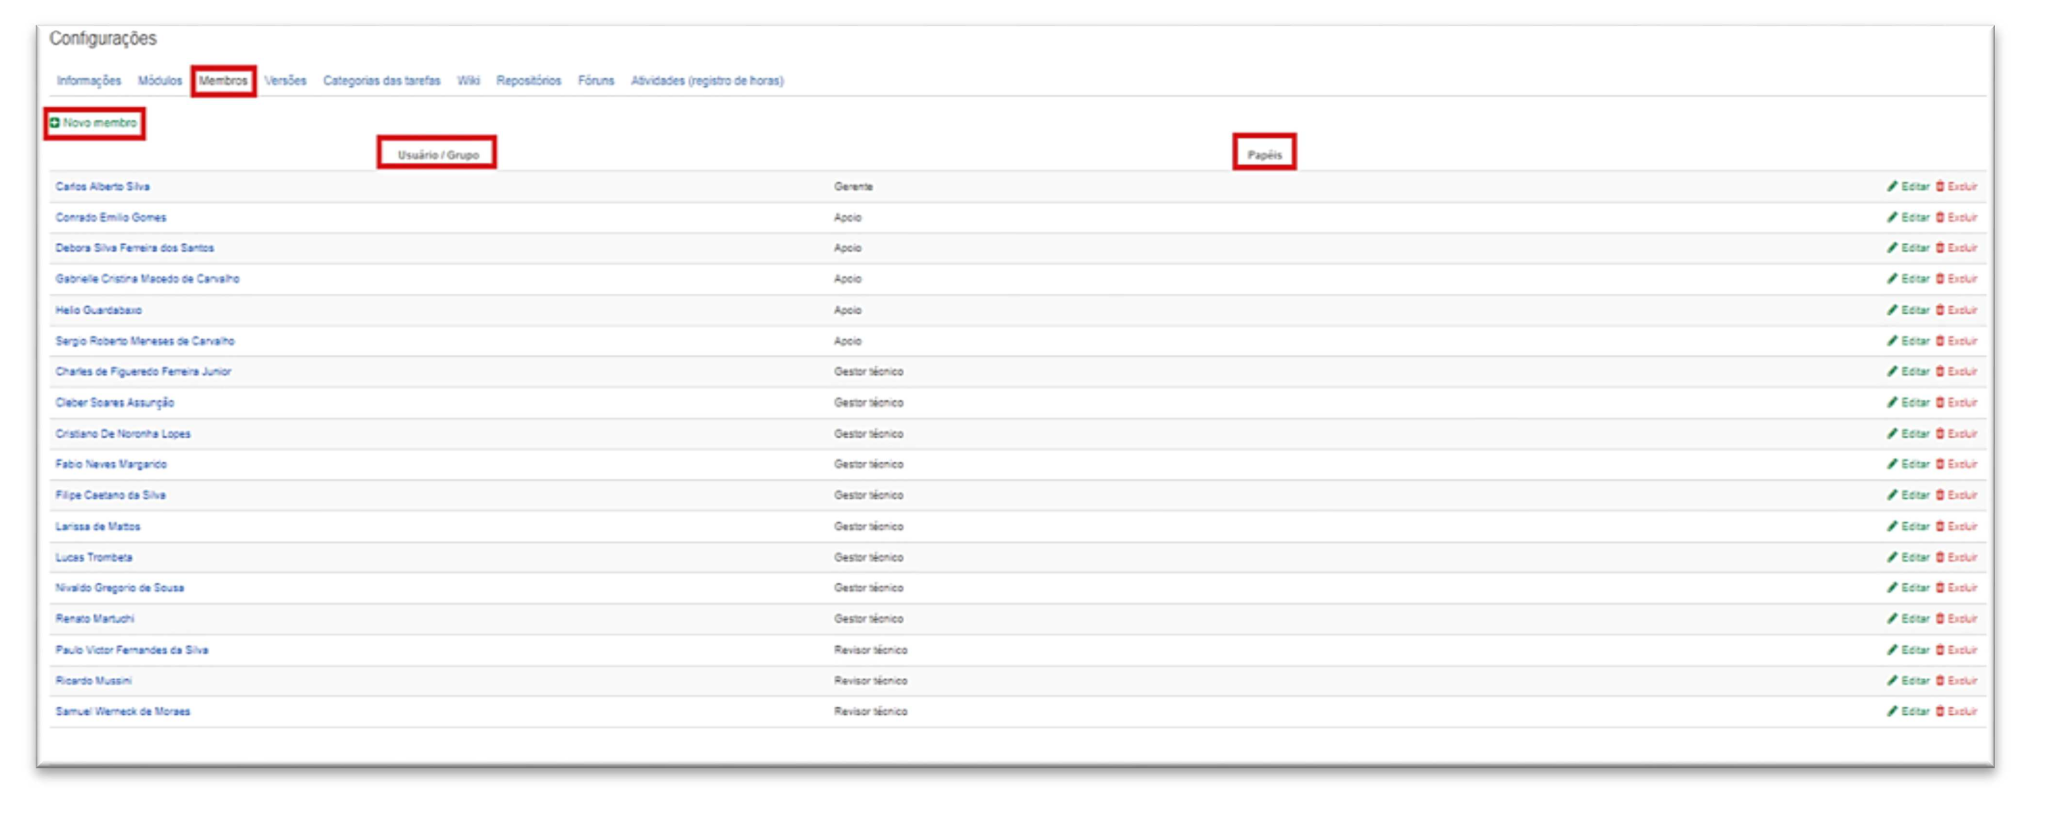 Configurações
Informações Módulos Membros Versões Categorias das tarefas Wiki Repositórios Fóruns Atividades (registro de horas)
Novo membro
Usuário / Grupo Papéis
Carlos Alberto Silva Gerente Editar Excluir
Conrado Emilio Gomes Apoio Editar Excluir
Debora Silva Ferreira dos Santos Apoio Editar Excluir
Gabrielle Cristina Macedo de Carvalho Apoio Editar Excluir
Helio Guardabaxo Apoio Editar Excluir
Sergio Roberto Meneses de Carvalho Apoio Editar Excluir
Charles de Figueredo Ferreira Junior Gestor técnico Editar Excluir
Cleber Soares Assunção Gestor técnico Editar Excluir
Cristiano De Noronha Lopes Gestor técnico Editar Excluir
Fabio Neves Margarido Gestor técnico Editar Excluir
Filipe Caetano da Silva Gestor técnico Editar Excluir
Larissa de Mattos Gestor técnico Editar Excluir
Lucas Trombeta Gestor técnico Editar Excluir
Nivaldo Gregorio de Sousa Gestor técnico Editar Excluir
Renato Martuchi Gestor técnico Editar Excluir
Paulo Victor Fernandes da Silva Revisor técnico Editar Excluir
Ricardo Mussini Revisor técnico Editar Excluir
Samuel Werneck de Moraes Revisor técnico Editar Excluir